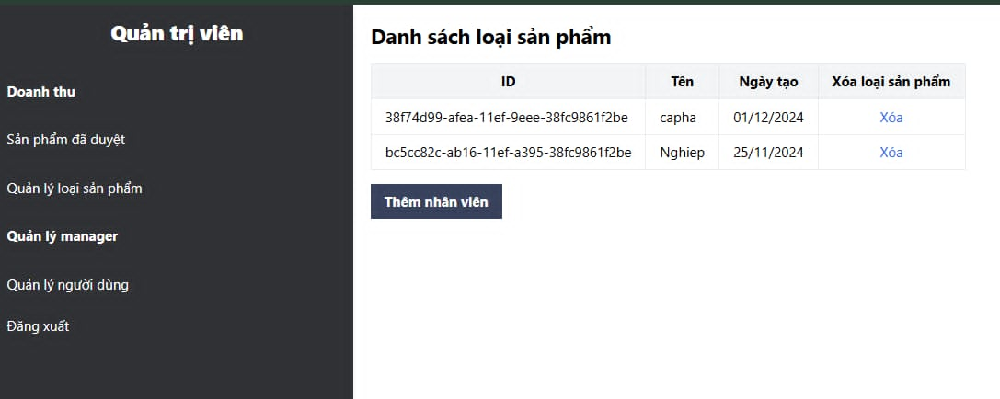 Quản trị viên
Doanh thu
Sản phẩm đã duyệt
Quản lý loại sản phẩm
Quản lý manager
Quản lý người dùng
Đăng xuất
Danh sách loại sản phẩm
ID Tên Ngày tạo Xóa loại sản phẩm
38f74d99-afea-11ef-9eee-38fc9861f2be capha 01/12/2024 Xóa
bc5cc82c-ab16-11ef-a395-38fc9861f2be Nghiep 25/11/2024 Xóa
Thêm nhân viên